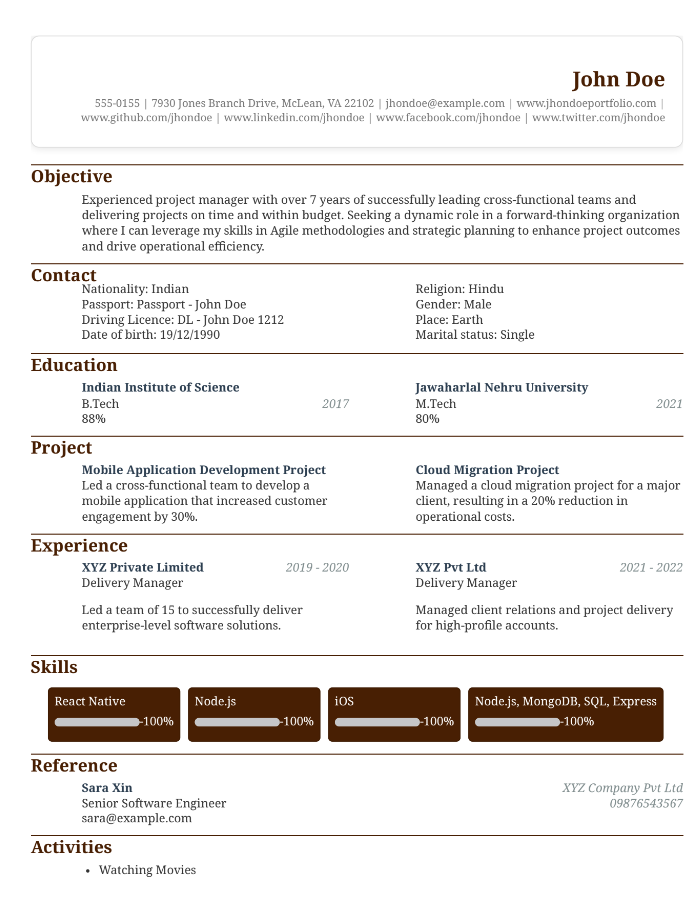 John Doe
555-0155 | 7930 Jones Branch Drive, McLean, VA 22102 | jhondoe@example.com | www.jhondoeportfolio.com |
www.github.com/jhondoe | www.linkedin.com/jhondoe | www.facebook.com/jhondoe | www.twitter.com/jhondoe
Objective
Experienced project manager with over 7 years of successfully leading cross-functional teams and
delivering projects on time and within budget. Seeking a dynamic role in a forward-thinking organization
where I can leverage my skills in Agile methodologies and strategic planning to enhance project outcomes
and drive operational efficiency.
Contact
Nationality: Indian
Passport: Passport - John Doe
Driving Licence: DL - John Doe 1212
Date of birth: 19/12/1990
Religion: Hindu
Gender: Male
Place: Earth
Marital status: Single
Education
Indian Institute of Science
B.Tech 2017
88%
Jawaharlal Nehru University
M.Tech 2021
80%
Project
Mobile Application Development Project
Led a cross-functional team to develop a
mobile application that increased customer
engagement by 30%.
Cloud Migration Project
Managed a cloud migration project for a major
client, resulting in a 20% reduction in
operational costs.
Experience
XYZ Private Limited 2019 - 2020
Delivery Manager
Led a team of 15 to successfully deliver
enterprise-level software solutions.
XYZ Pvt Ltd 2021 - 2022
Delivery Manager
Managed client relations and project delivery
for high-profile accounts.
Skills
React Native
-100%
Node.js
-100%
iOS
-100%
Node.js, MongoDB, SQL, Express
-100%
Reference
Sara Xin XYZ Company Pvt Ltd
Senior Software Engineer 09876543567
sara@example.com
Activities
• Watching Movies